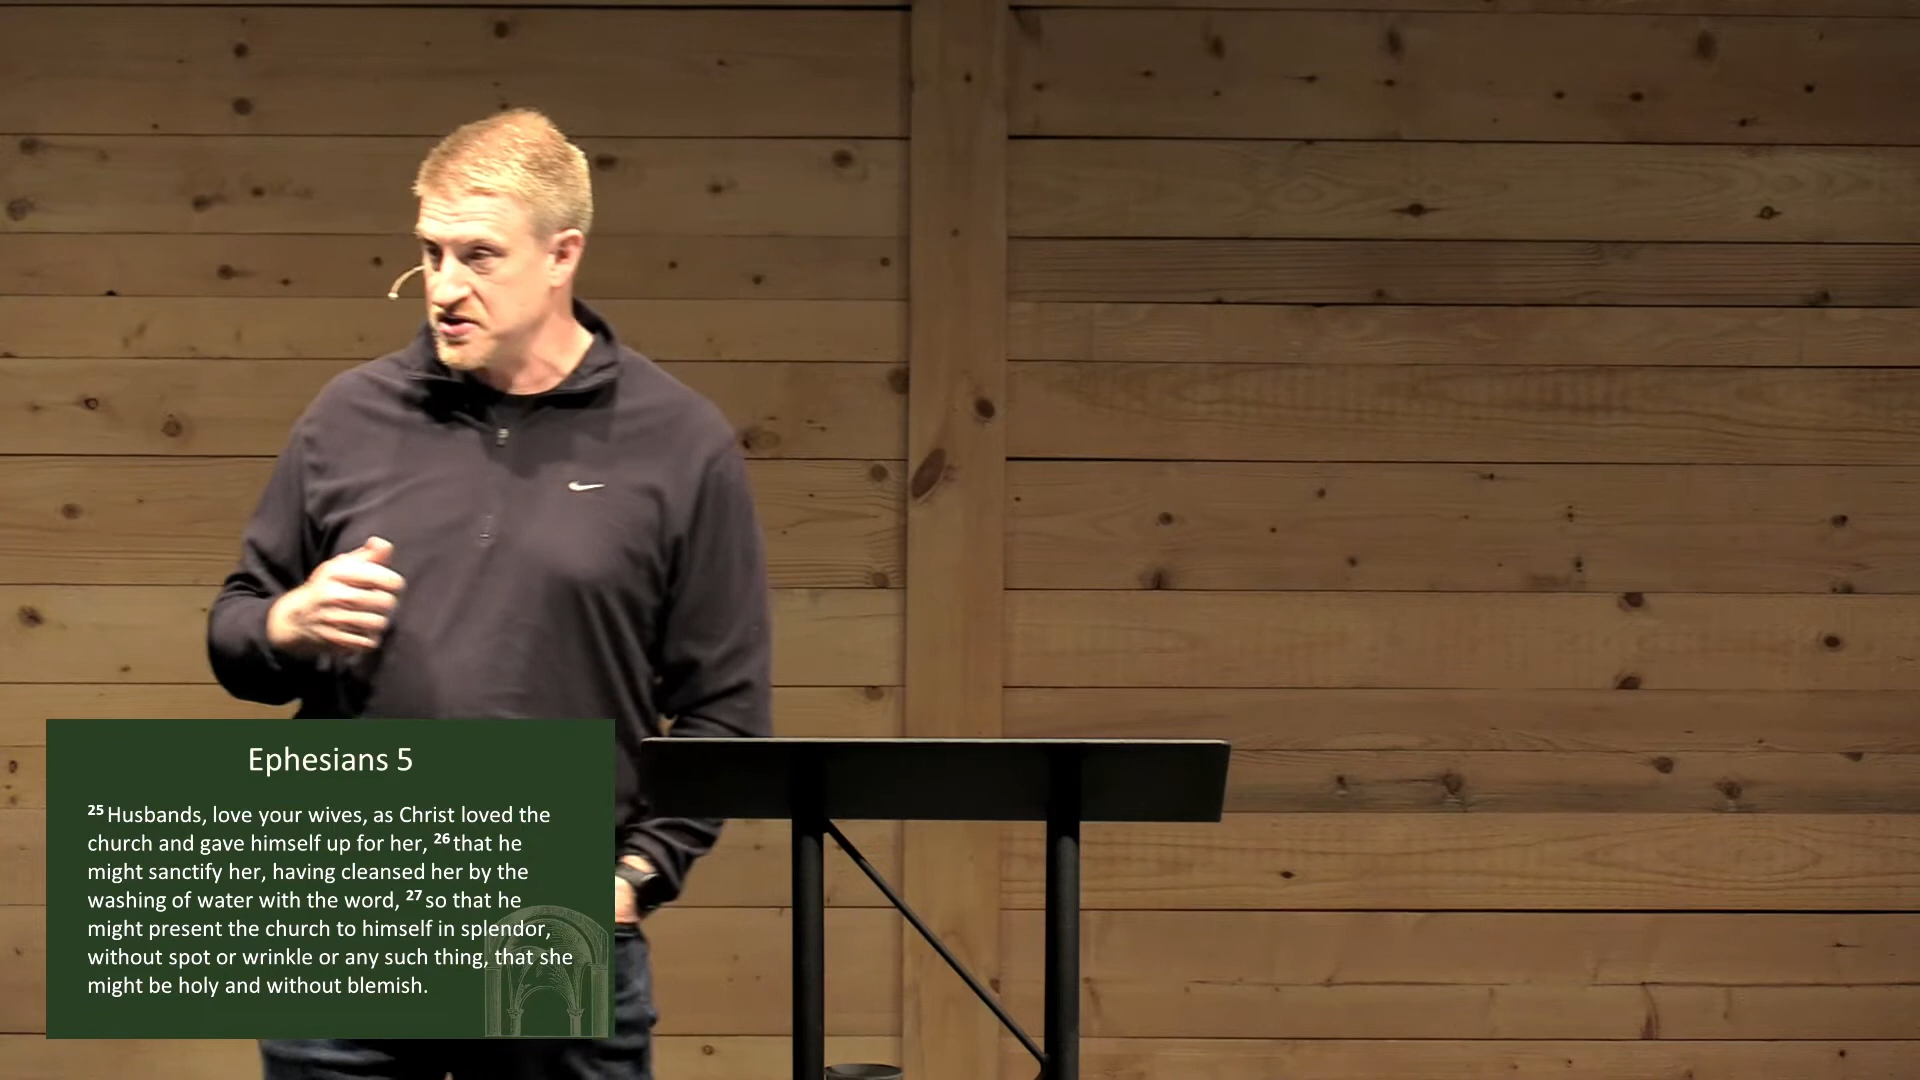 Ephesians 5
25 Husbands, love your wives, as Christ loved the
church and gave himself up for her, 26 that he
might sanctify her, having cleansed her by the
washing of water with the word, 27 so that he
might present the church to himself in splendor,
without spot or wrinkle or any such thing, that she
might be holy and without blemish.